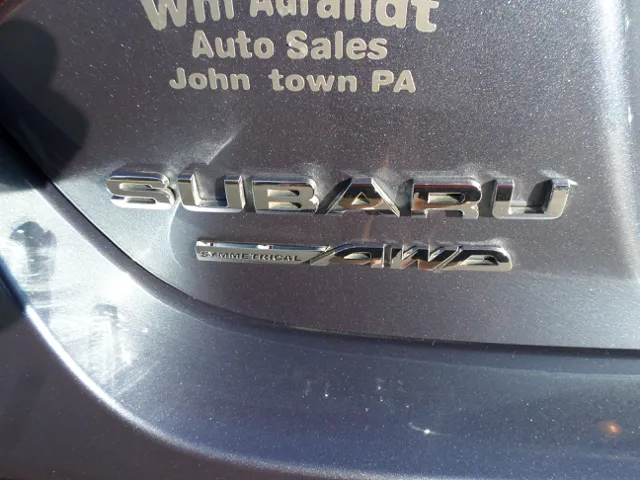 Auto Sales
John town PA
SUBARU
SYMMETRICAL AWD